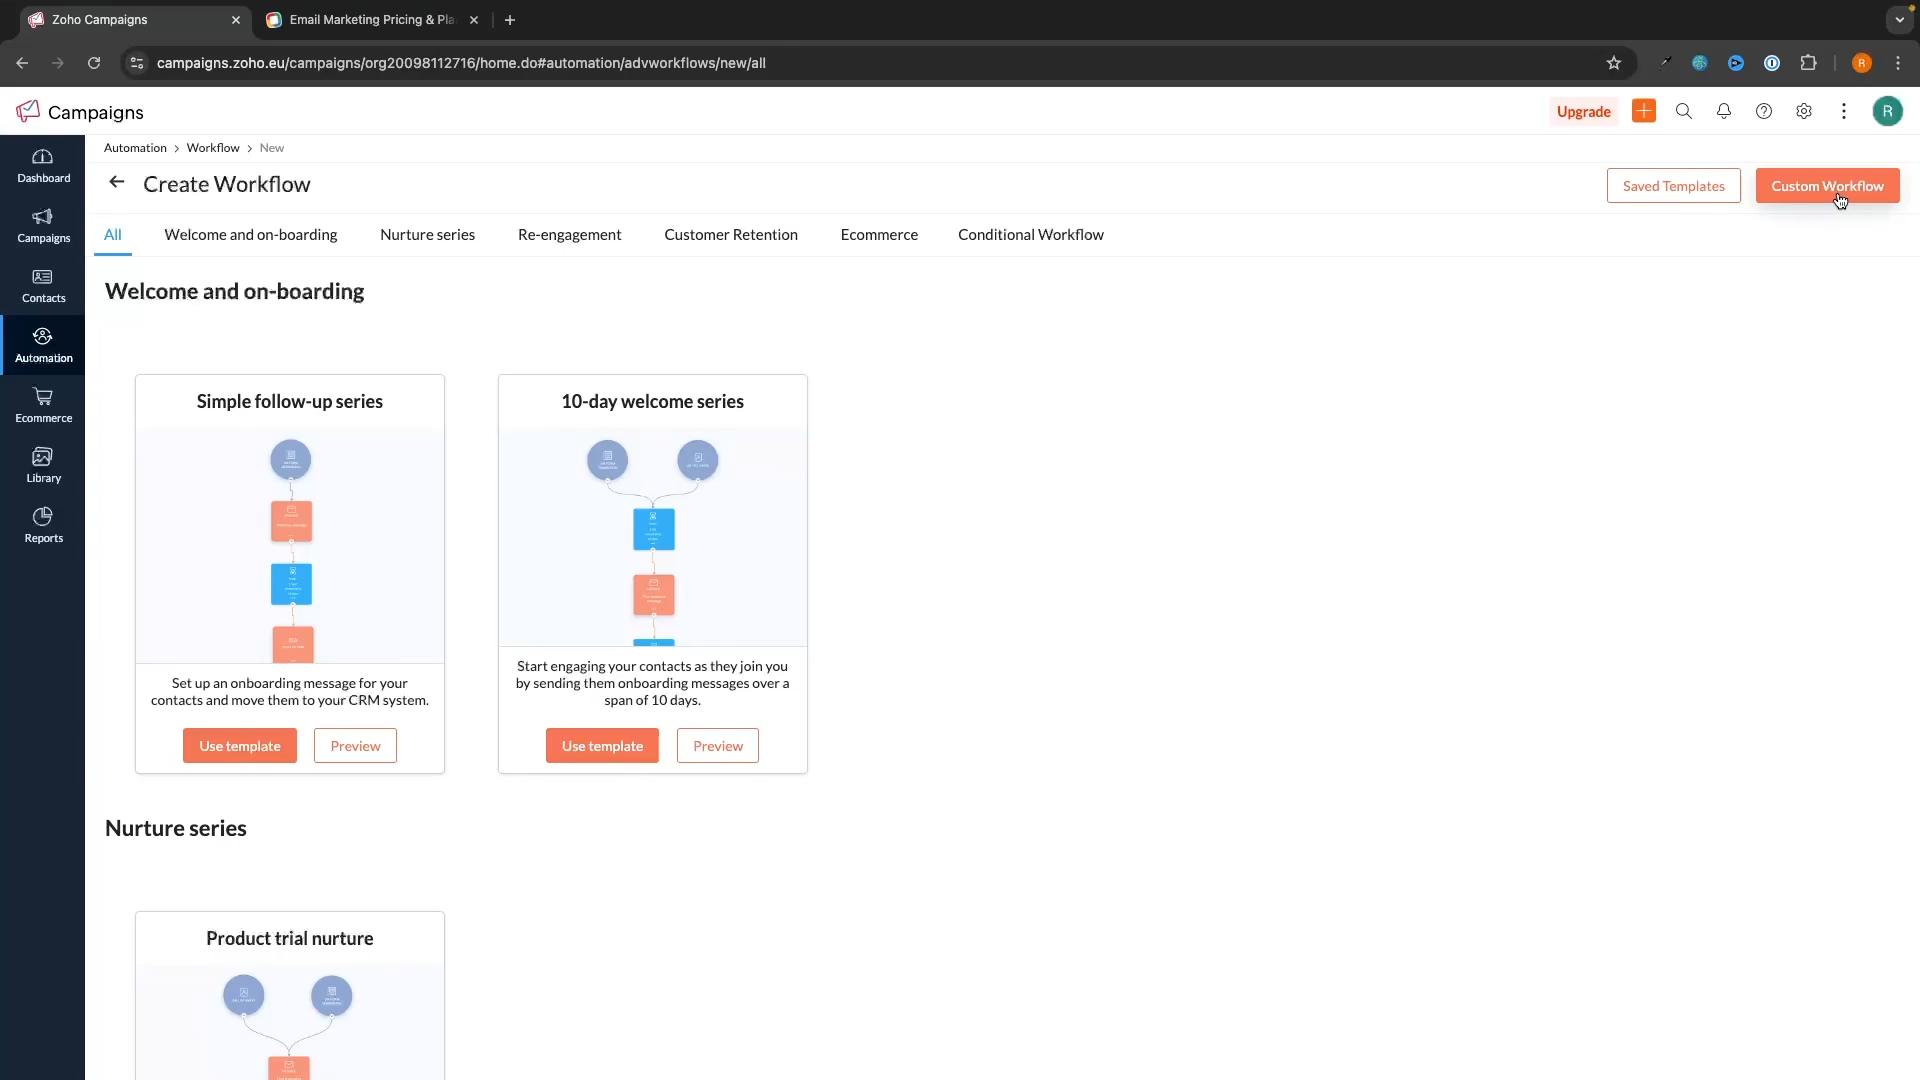 Zoho Campaigns
Email Marketing Pricing & Pla
campaigns.zoho.eu/campaigns/org20098112716/home.do#automation/advworkflows/new/all
R
Campaigns
Upgrade
R
Automation > Workflow > New
Create Workflow
Saved Templates
Custom Workflow
Dashboard
Campaigns
Contacts
Automation
Ecommerce
Library
Reports
All
Welcome and on-boarding
Nurture series
Re-engagement
Customer Retention
Ecommerce
Conditional Workflow
Welcome and on-boarding
Simple follow-up series
Set up an onboarding message for your
contacts and move them to your CRM system.
Use template
Preview
10-day welcome series
Start engaging your contacts as they join you
by sending them onboarding messages over a
span of 10 days.
Use template
Preview
Nurture series
Product trial nurture